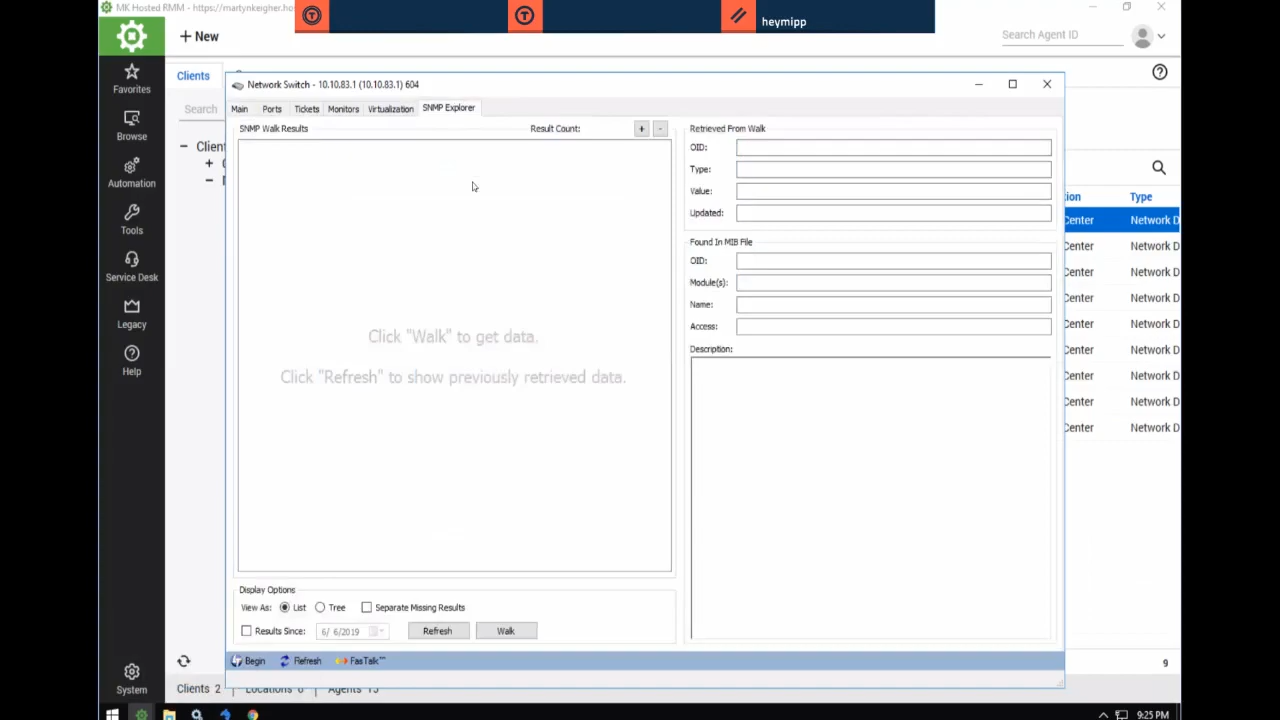 MK Hosted RMM - https://martynkeigher.ho
heymipp
+ New
Search Agent ID
Favorites
Browse
Automation
Tools
Service Desk
Legacy
Help
System
Clients
Search
Client
Network Switch - 10.10.83.1 (10.10.83.1) 604
Main Ports Tickets Monitors Virtualization SNMP Explorer
SNMP Walk Results Result Count: + -
Click "Walk" to get data.
Click "Refresh" to show previously retrieved data.
Display Options
View As: List Tree Separate Missing Results
Results Since: 6/ 6/2019 Refresh Walk
Retrieved From Walk
OID:
Type:
Value:
Updated:
Found In MIB File
OID:
Module(s):
Name:
Access:
Description:
Begin Refresh FasTalk™
tion Type
Center Network D
Center Network D
Center Network D
Center Network D
Center Network D
Center Network D
Center Network D
Center Network D
Center Network D
9
Clients 2 Locations 6 Agents 15
9:25 PM